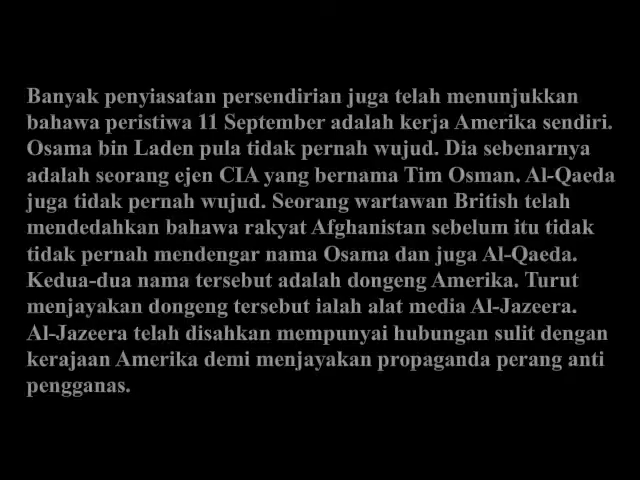 Banyak penyiasatan persendirian juga telah menunjukkan
bahawa peristiwa 11 September adalah kerja Amerika sendiri.
Osama bin Laden pula tidak pernah wujud. Dia sebenarnya
adalah seorang ejen CIA yang bernama Tim Osman. Al-Qaeda
juga tidak pernah wujud. Seorang wartawan British telah
mendedahkan bahawa rakyat Afghanistan sebelum itu tidak
tidak pernah mendengar nama Osama dan juga Al-Qaeda.
Kedua-dua nama tersebut adalah dongeng Amerika. Turut
menjayakan dongeng tersebut ialah alat media Al-Jazeera.
Al-Jazeera telah disahkan mempunyai hubungan sulit dengan
kerajaan Amerika demi menjayakan propaganda perang anti
pengganas.